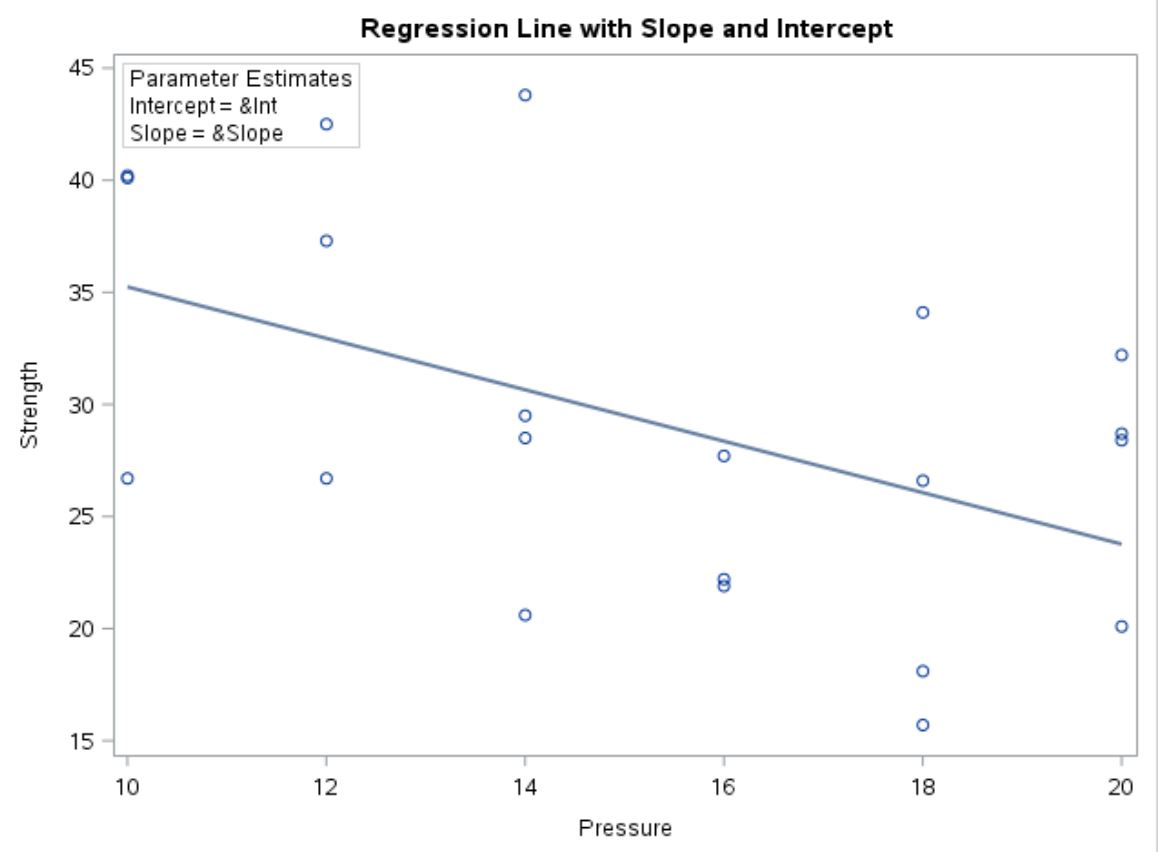 Regression Line with Slope and Intercept
Parameter Estimates
Intercept = &Int
Slope = &Slope
45
40
35
30
25
20
15
Strength
10 12 14 16 18 20
Pressure